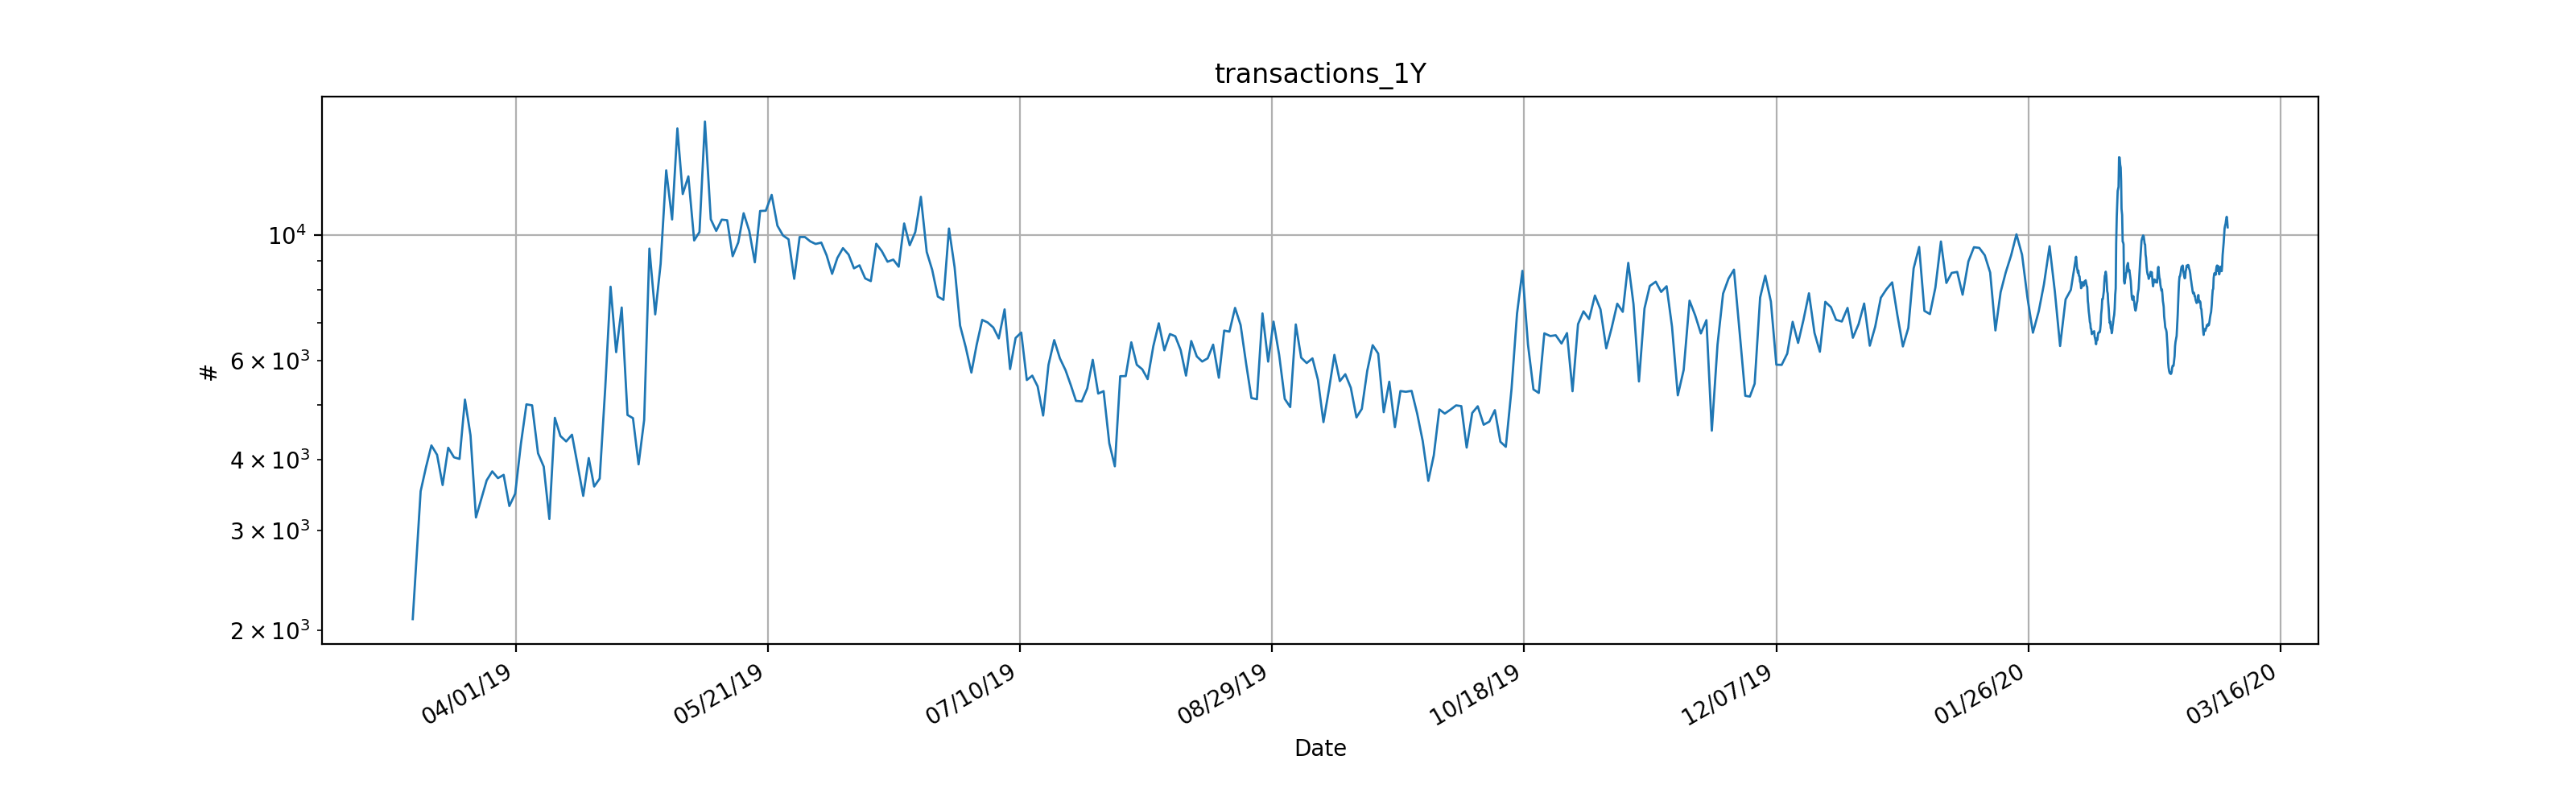 transactions_1Y
#
10⁴
6 × 10³
4 × 10³
3 × 10³
2 × 10³
04/01/19
05/21/19
07/10/19
08/29/19
10/18/19
12/07/19
01/26/20
03/16/20
Date